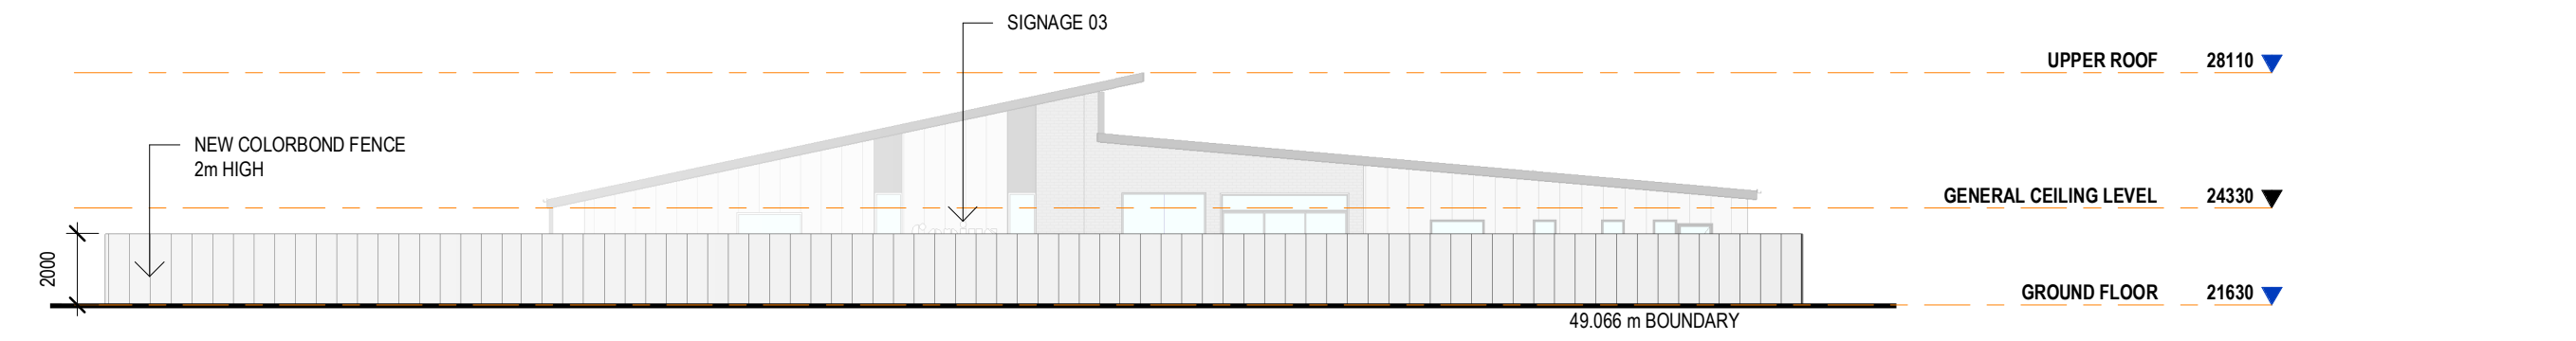 SIGNAGE 03
UPPER ROOF 28110
NEW COLORBOND FENCE
2m HIGH
GENERAL CEILING LEVEL 24330
2000
GROUND FLOOR 21630
49.066 m BOUNDARY